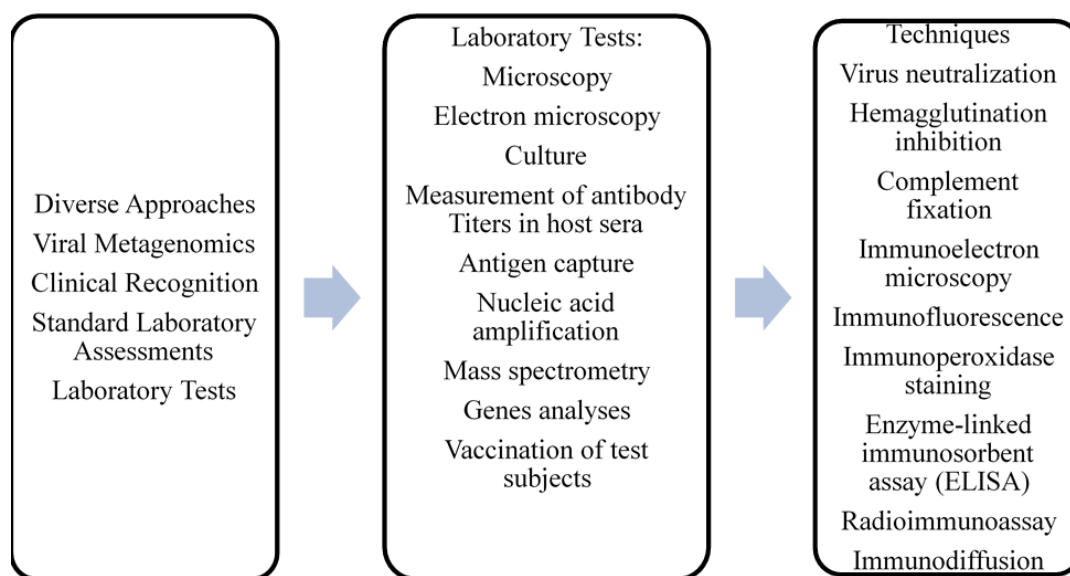 Diverse Approaches
Viral Metagenomics
Clinical Recognition
Standard Laboratory
Assessments
Laboratory Tests
Laboratory Tests:
Microscopy
Electron microscopy
Culture
Measurement of antibody
Titers in host sera
Antigen capture
Nucleic acid
amplification
Mass spectrometry
Genes analyses
Vaccination of test
subjects
Techniques
Virus neutralization
Hemagglutination
inhibition
Complement
fixation
Immunoelectron
microscopy
Immunofluorescence
Immunoperoxidase
staining
Enzyme-linked
immunosorbent
assay (ELISA)
Radioimmunoassay
Immunodiffusion